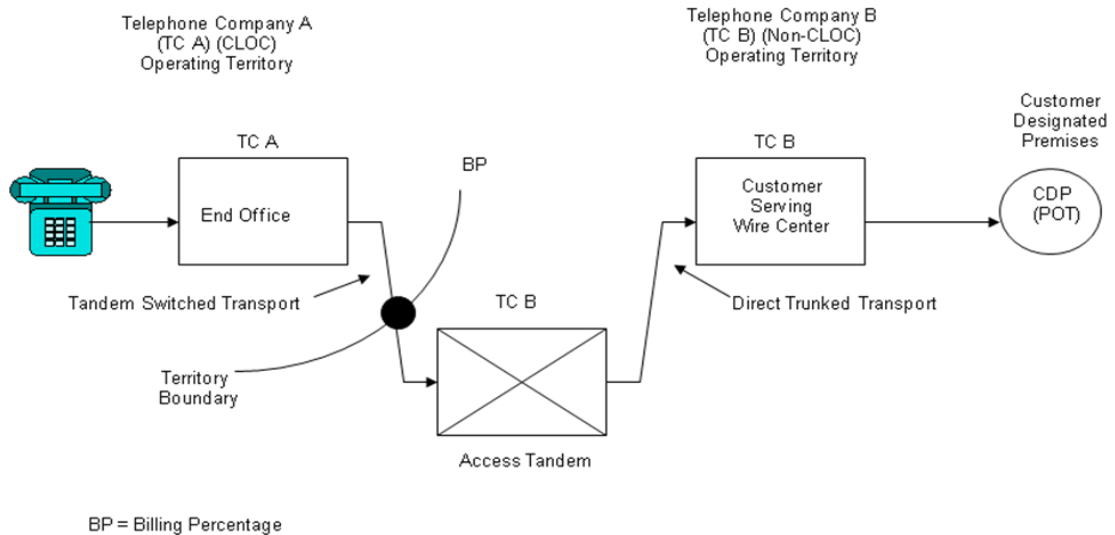 Telephone Company A
(TC A) (CLOC)
Operating Territory
Telephone Company B
(TC B) (Non-CLOC)
Operating Territory
Customer
Designated
Premises
TC A
BP
TC B
End Office
Customer
Serving
Wire Center
CDP
(POT)
Tandem Switched Transport
TC B
Direct Trunked Transport
Territory
Boundary
Access Tandem
BP = Billing Percentage